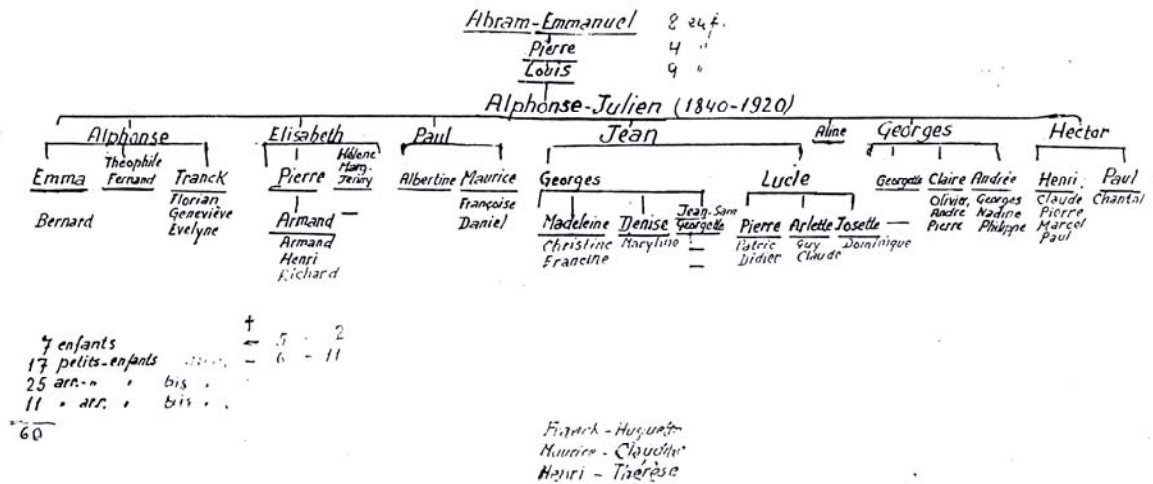 Abram-Emmanuel 8 enf.
Pierre 4 "
Louis 9 "
Alphonse-Julien (1840-1920)
Alphonse Elisabeth Paul Jean Aline Georges Hector
Emma Théophile Fernand Franck Pierre Hélène Marg. Jenny Albertine Maurice Georges Lucie Georgette Claire Andrée Henri Paul
Bernard Florian Geneviève Evelyne Armand — Françoise Daniel Madeleine Denise Jean-Sam Georgette Pierre Arlette Josette — Olivier, André Pierre Georges Nadine Philippe Claude Pierre Marcel Paul Chantal
Armand Henri Richard Christine Francine Maryline — — Patric Didier Guy Claude Dominique
†
7 enfants – 5 - 2
17 petits-enfants – 6 - 11
25 arr.- " " bis
11 " arr. " bis
60
Franck - Huguette
Maurice - Claudine
Henri - Thérèse